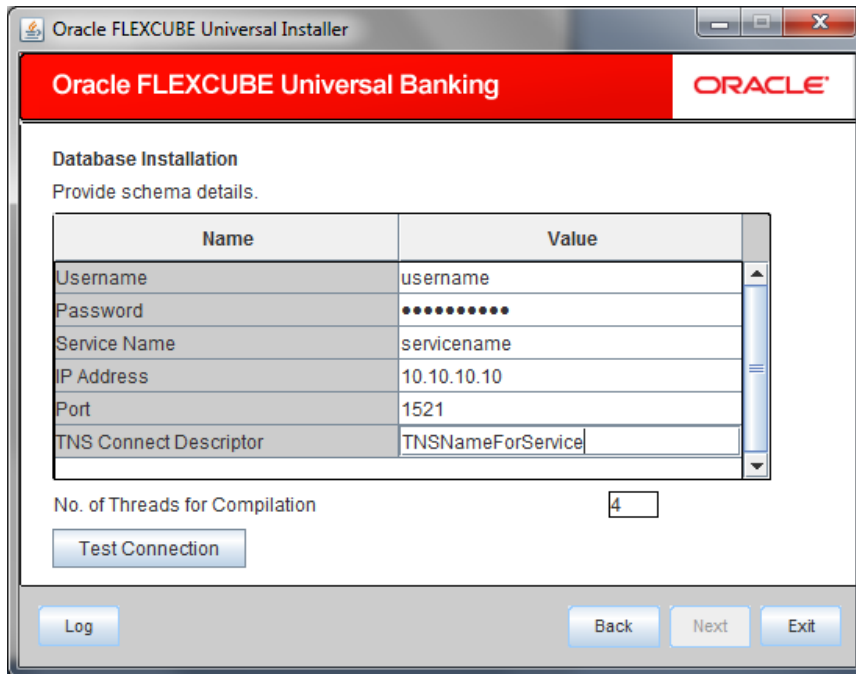 Oracle FLEXCUBE Universal Installer
Oracle FLEXCUBE Universal Banking
ORACLE®
Database Installation
Provide schema details.
Name Value
Username username
Password ••••••••••
Service Name servicename
IP Address 10.10.10.10
Port 1521
TNS Connect Descriptor TNSNameForService
No. of Threads for Compilation 4
Test Connection
Log Back Next Exit